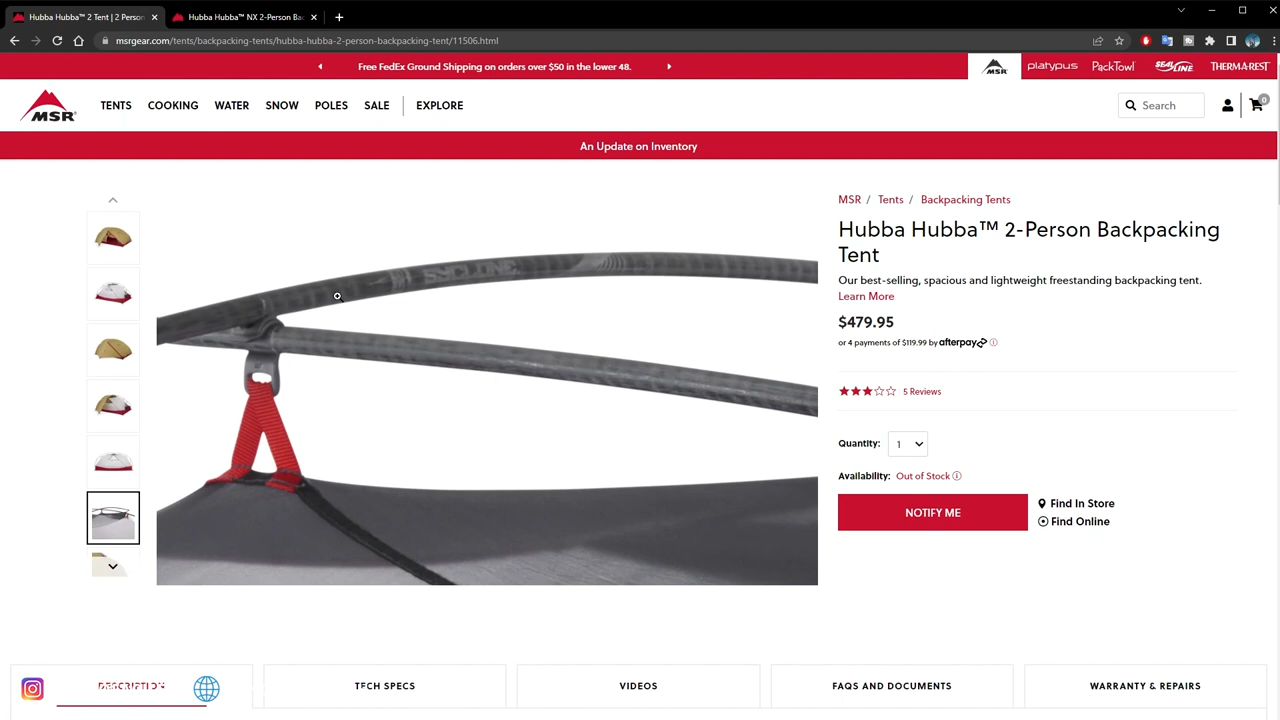 Hubba Hubba™ 2 Tent | 2 Person
Hubba Hubba™ NX 2-Person Bac
msrgear.com/tents/backpacking-tents/hubba-hubba-2-person-backpacking-tent/11506.html
Free FedEx Ground Shipping on orders over $50 in the lower 48.
MSR
platypus
PACKTOWL
SEALLINE
THERMAREST
MSR
TENTS
COOKING
WATER
SNOW
POLES
SALE
EXPLORE
Search
0
An Update on Inventory
MSR / Tents / Backpacking Tents
Hubba Hubba™ 2-Person Backpacking
Tent
Our best-selling, spacious and lightweight freestanding backpacking tent.
Learn More
$479.95
or 4 payments of $119.99 by afterpay
5 Reviews
Quantity: 1
Availability: Out of Stock
NOTIFY ME
Find In Store
Find Online
SYCLONE
DESCRIPTION
TECH SPECS
VIDEOS
FAQS AND DOCUMENTS
WARRANTY & REPAIRS